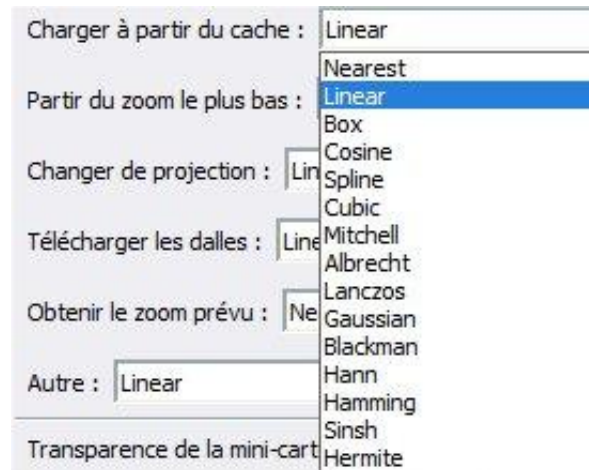 Charger à partir du cache : Linear
Nearest
Partir du zoom le plus bas : Linear
Box
Cosine
Changer de projection : Lin
Spline
Cubic
Télécharger les dalles : Line
Mitchell
Albrecht
Lanczos
Obtenir le zoom prévu : Ne
Gaussian
Blackman
Autre : Linear
Hann
Hamming
Sinsh
Transparence de la mini-cart
Hermite